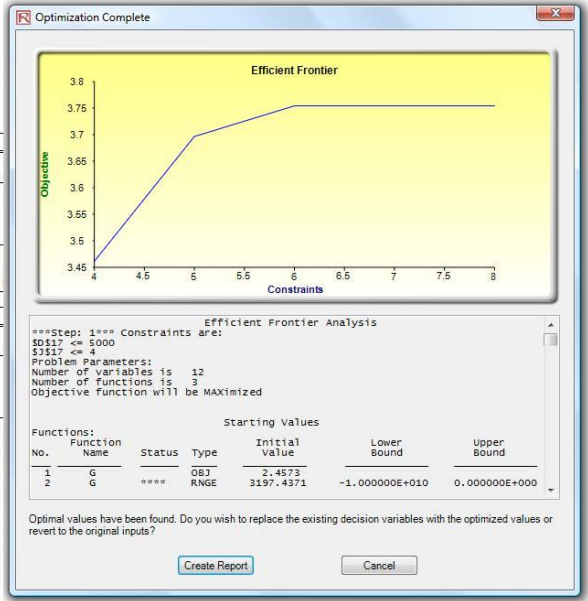 Optimization Complete
Efficient Frontier
3.8
3.75
3.7
3.65
3.6
3.55
3.5
3.45
Objective
4 4.5 5 5.5 6 6.5 7 7.5 8
Constraints
Efficient Frontier Analysis
***Step: 1*** Constraints are:
$D$17 <= 5000
$J$17 <= 4
Problem Parameters:
Number of variables is 12
Number of functions is 3
Objective function will be MAXimized
Starting Values
Functions:
Function Initial Lower Upper
No. Name Status Type Value Bound Bound
1 G OBJ 2.4573
2 G **** RNGE 3197.4371 -1.000000E+010 0.000000E+000
Optimal values have been found. Do you wish to replace the existing decision variables with the optimized values or
revert to the original inputs?
Create Report Cancel